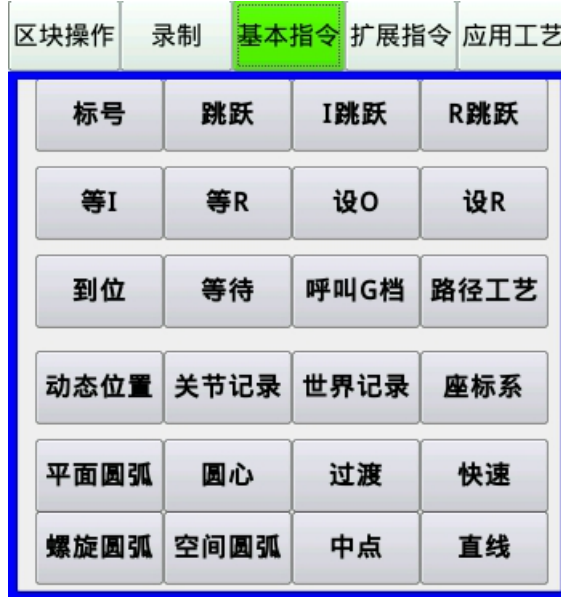 区块操作 录制 基本指令 扩展指令 应用工艺
标号 跳跃 I跳跃 R跳跃
等I 等R 设O 设R
到位 等待 呼叫G档 路径工艺
动态位置 关节记录 世界记录 座标系
平面圆弧 圆心 过渡 快速
螺旋圆弧 空间圆弧 中点 直线